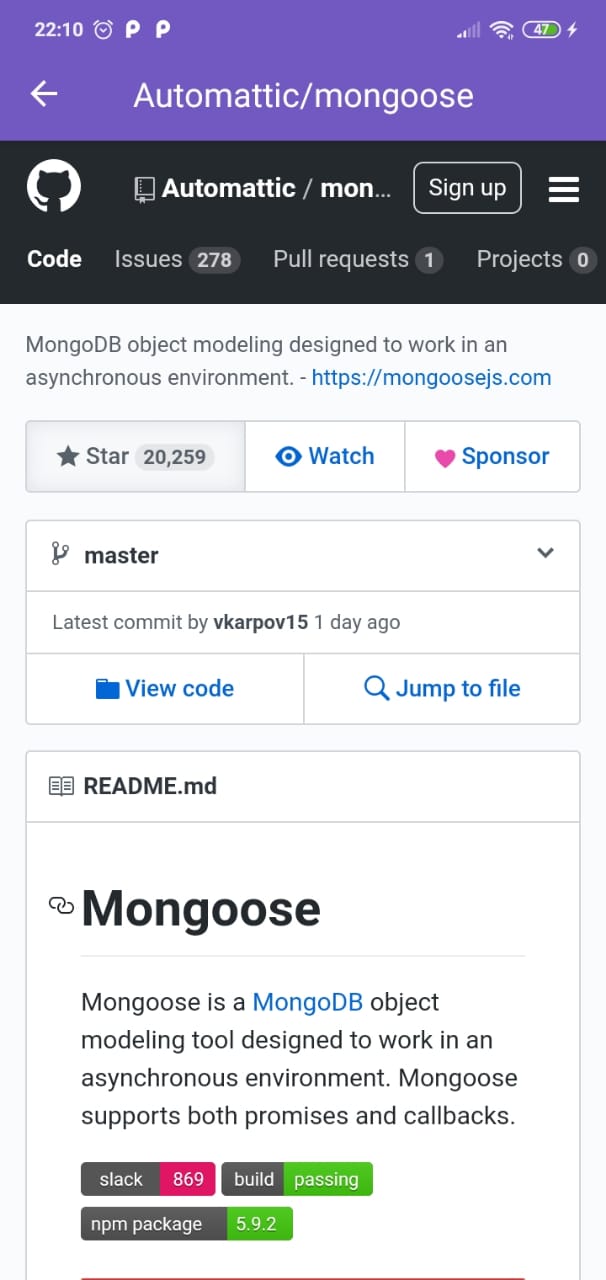 22:10 47
Automattic/mongoose
Automattic / mon... Sign up
Code Issues 278 Pull requests 1 Projects 0
MongoDB object modeling designed to work in an
asynchronous environment. - https://mongoosejs.com
Star 20,259 Watch Sponsor
master
Latest commit by vkarpov15 1 day ago
View code Jump to file
README.md
Mongoose
Mongoose is a MongoDB object
modeling tool designed to work in an
asynchronous environment. Mongoose
supports both promises and callbacks.
slack 869 build passing
npm package 5.9.2